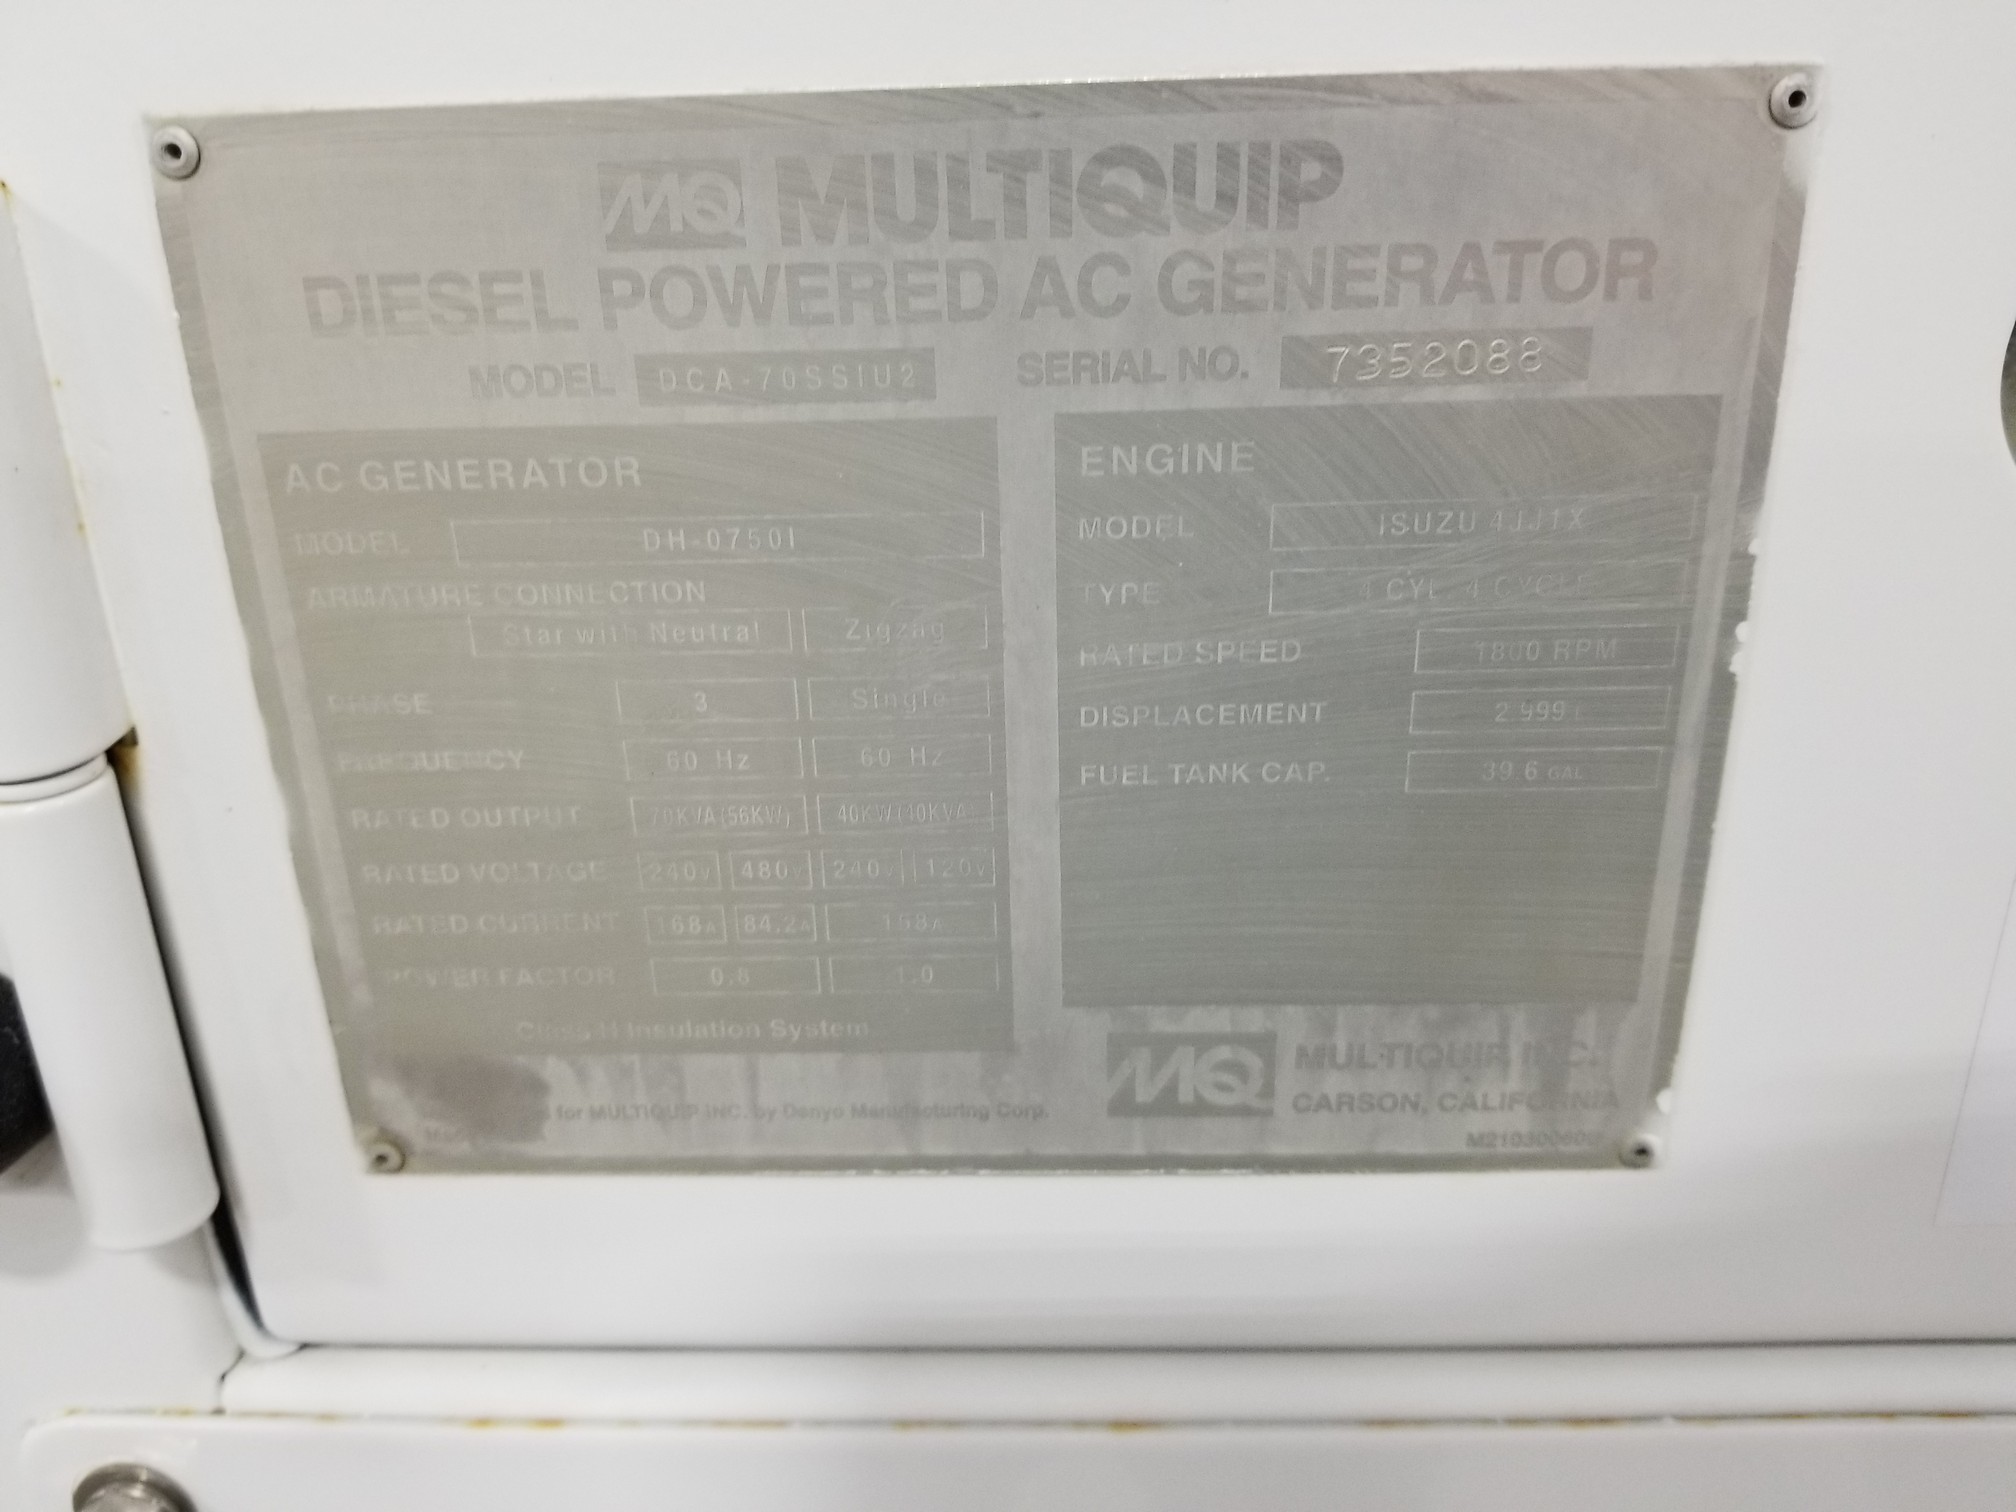 MQ MULTIQUIP
DIESEL POWERED AC GENERATOR
MODEL DCA-70SSIU2 SERIAL NO. 7352088
AC GENERATOR
MODEL DH-0750I
ARMATURE CONNECTION
Star with Neutral Zigzag
PHASE 3 Single
FREQUENCY 60 Hz 60 Hz
RATED OUTPUT 70KVA(56KW) 40KW(40KVA)
RATED VOLTAGE 240V 480V 240V 120V
RATED CURRENT 168A 84.2A 168A
POWER FACTOR 0.8 1.0
Class H Insulation System
for MULTIQUIP INC. by Denyo Manufacturing Corp.
ENGINE
MODEL ISUZU 4JJ1X
TYPE 4 CYL, 4 CYCLE
RATED SPEED 1800 RPM
DISPLACEMENT 2.999
FUEL TANK CAP. 39.6 GAL
MQ MULTIQUIP INC.
CARSON, CALIFORNIA